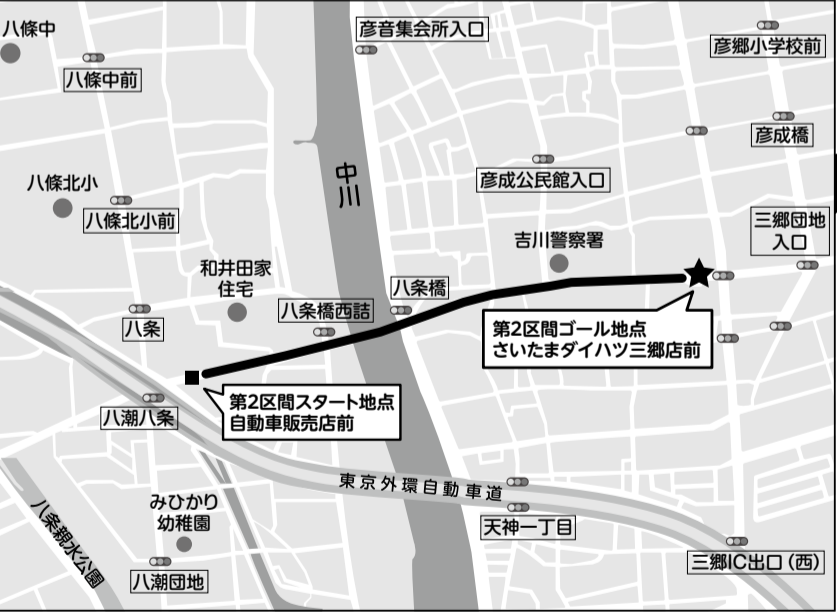 八條中
彦音集会所入口
彦郷小学校前
八條中前
彦成橋
中川
彦成公民館入口
八條北小
八條北小前
三郷団地
入口
吉川警察署
和井田家
住宅
八条橋
八条橋西詰
八条
第2区間ゴール地点
さいたまダイハツ三郷店前
第2区間スタート地点
自動車販売店前
八潮八条
東京外環自動車道
みひかり
幼稚園
天神一丁目
八条親水公園
三郷IC出口(西)
八潮団地